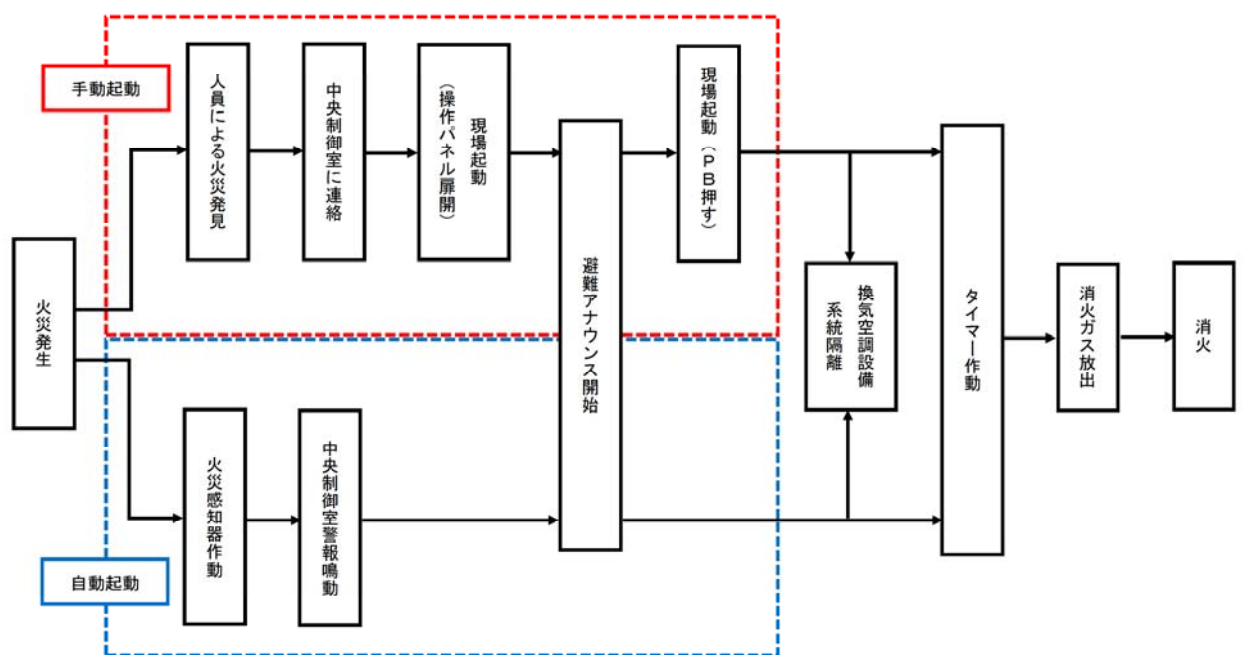 手動起動
人員による火災発見
中央制御室に連絡
現場起動
（操作パネル扉開）
現場起動（ＰＢ押す）
火災発生
避難アナウンス開始
換気空調設備
系統隔離
タイマー作動
消火ガス放出
消火
火災感知器作動
中央制御室警報鳴動
自動起動